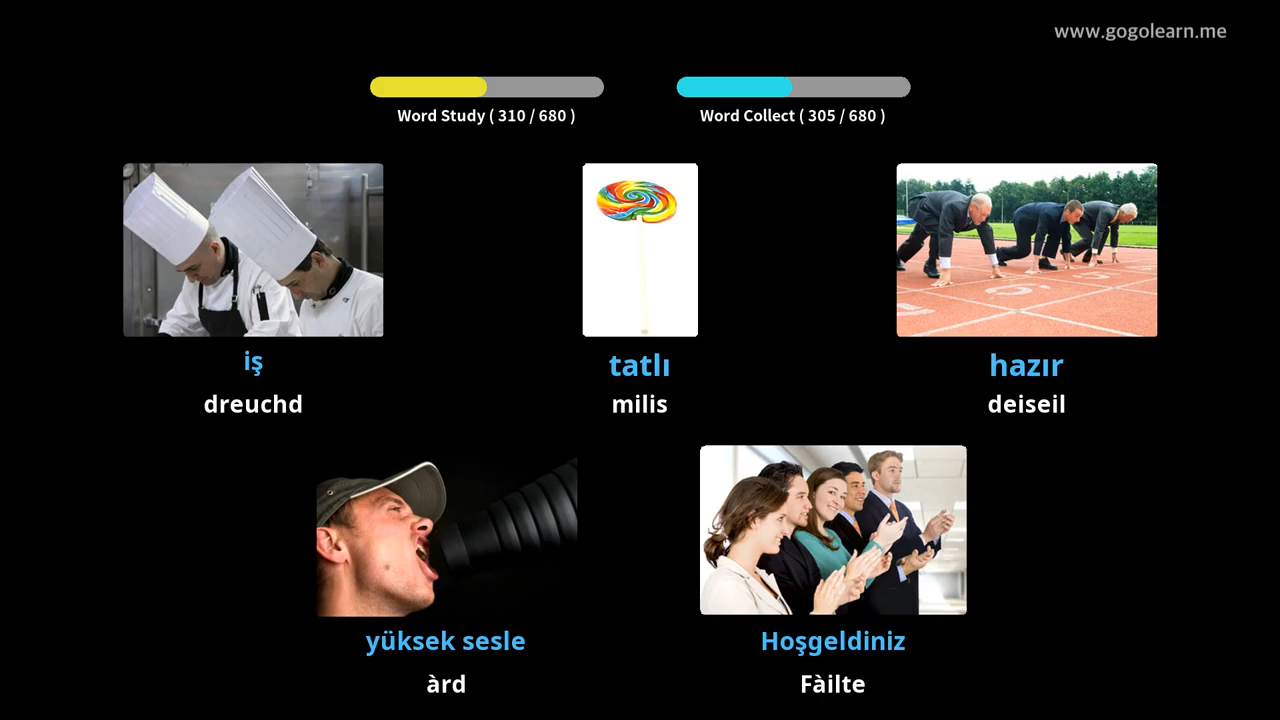 www.gogolearn.me
Word Study ( 310 / 680 )
Word Collect ( 305 / 680 )
iş
dreuchd
tatlı
milis
hazır
deiseil
yüksek sesle
àrd
Hoşgeldiniz
Fàilte